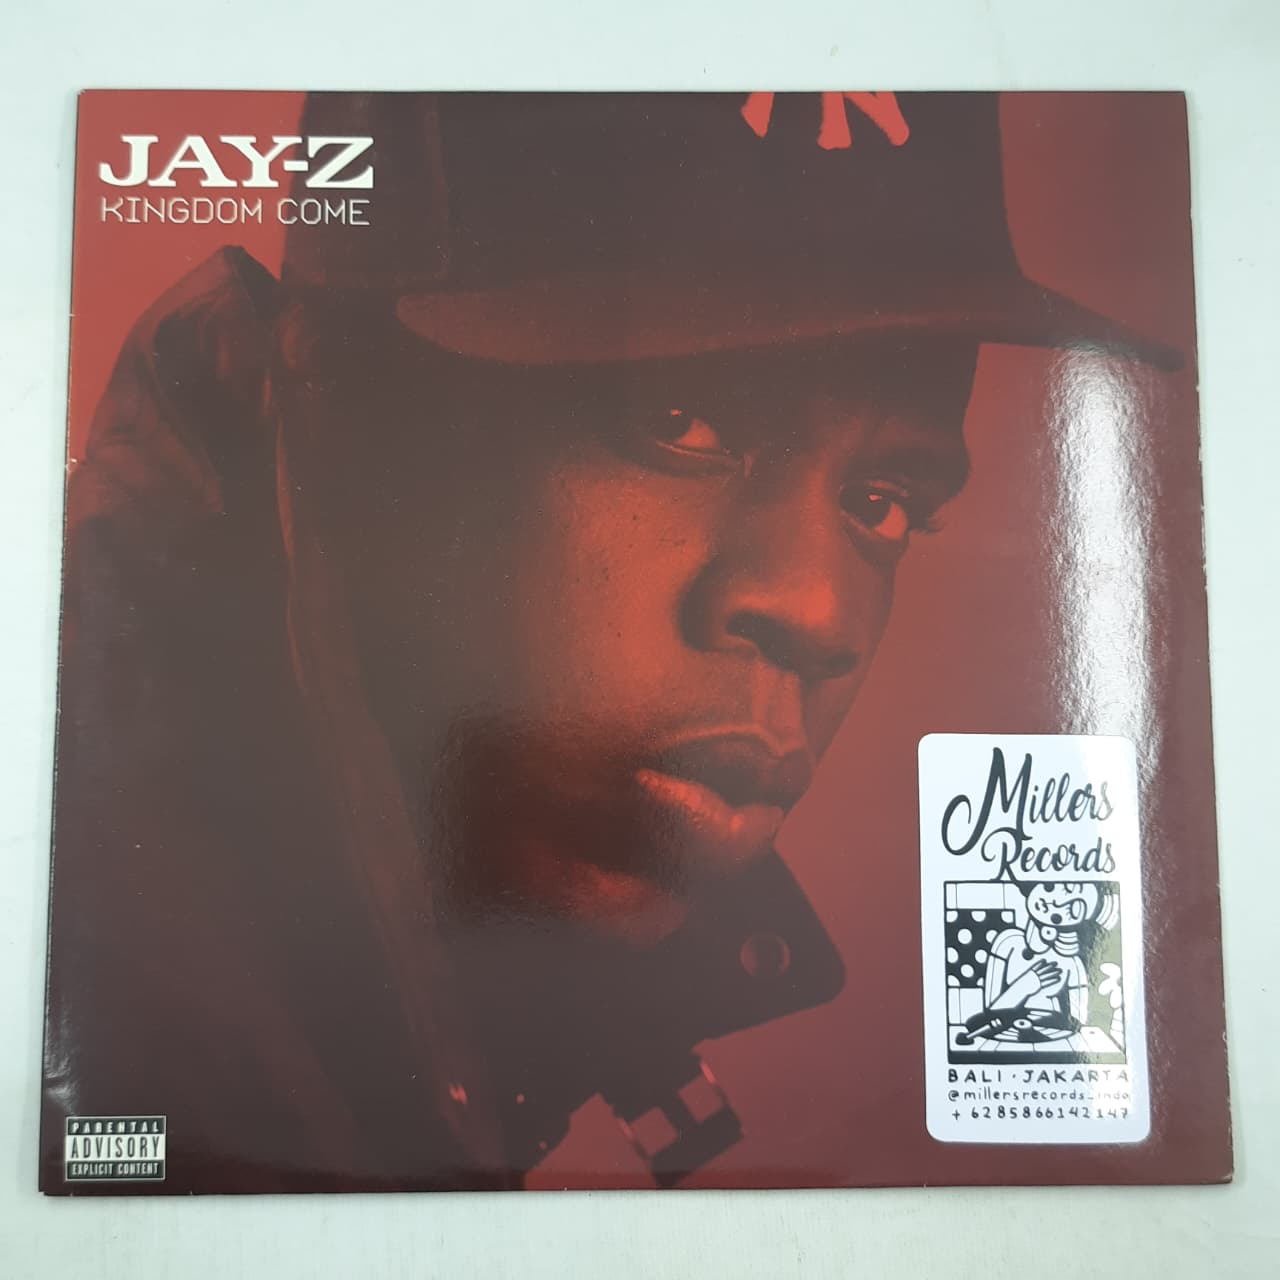 JAY-Z
KINGDOM COME
Millers
Records
BALI · JAKARTA
@millersrecords_indo
+ 6285866142147
PARENTAL
ADVISORY
EXPLICIT CONTENT